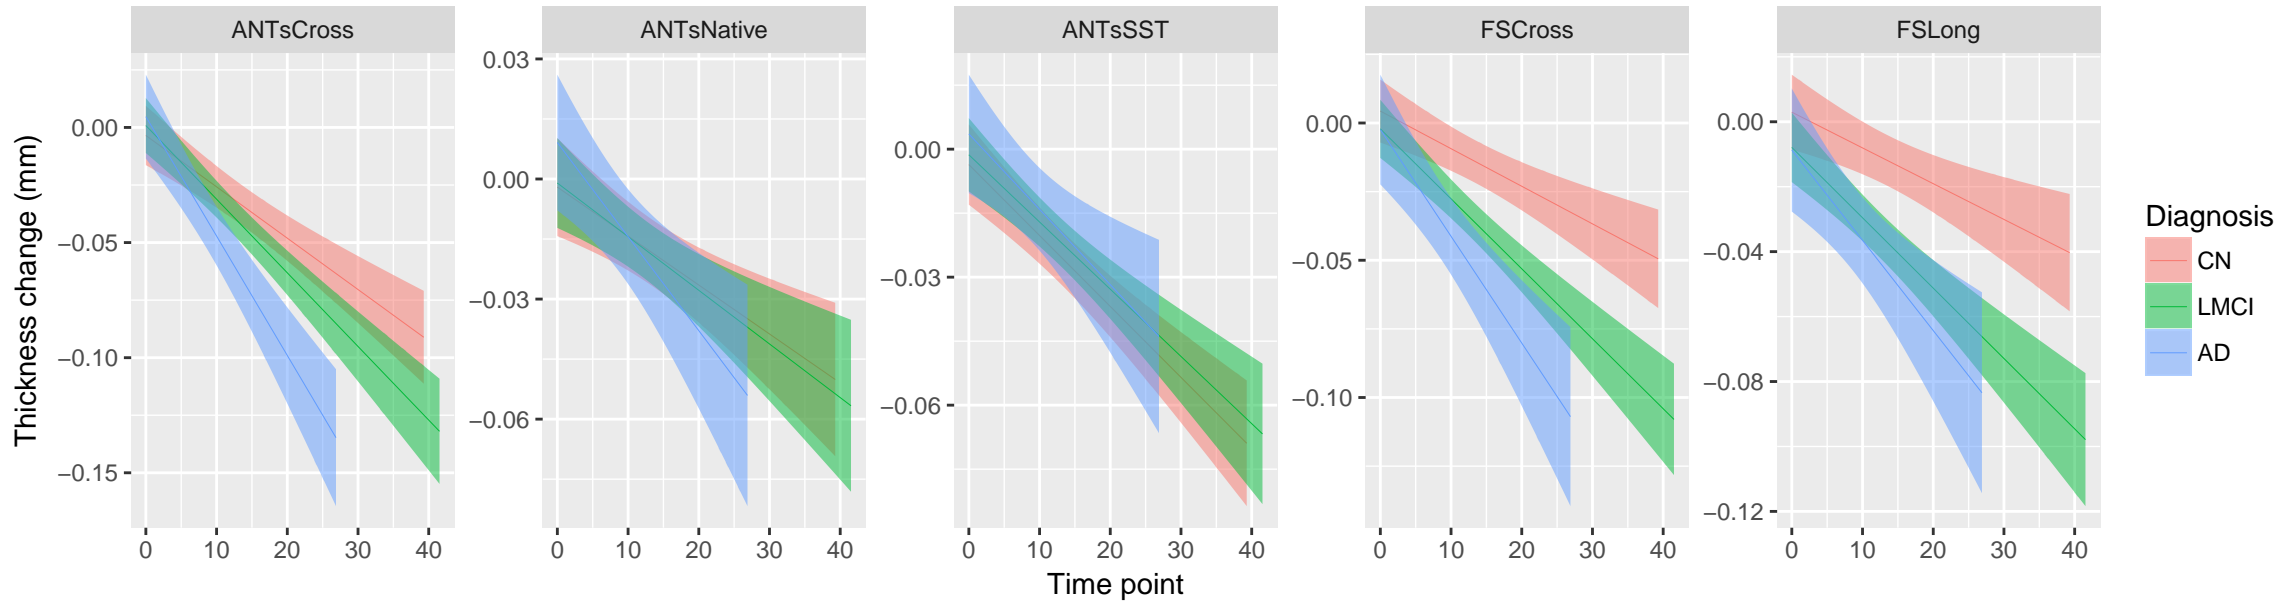 ANTsCross
ANTsNative
ANTsSST
FSCross
FSLong
Thickness change (mm)
0.00
−0.05
−0.10
−0.15
0.03
0.00
−0.03
−0.06
0.00
−0.03
−0.06
0.00
−0.05
−0.10
0.00
−0.04
−0.08
−0.12
0 10 20 30 40
0 10 20 30 40
0 10 20 30 40
0 10 20 30 40
0 10 20 30 40
Time point
Diagnosis
CN
LMCI
AD